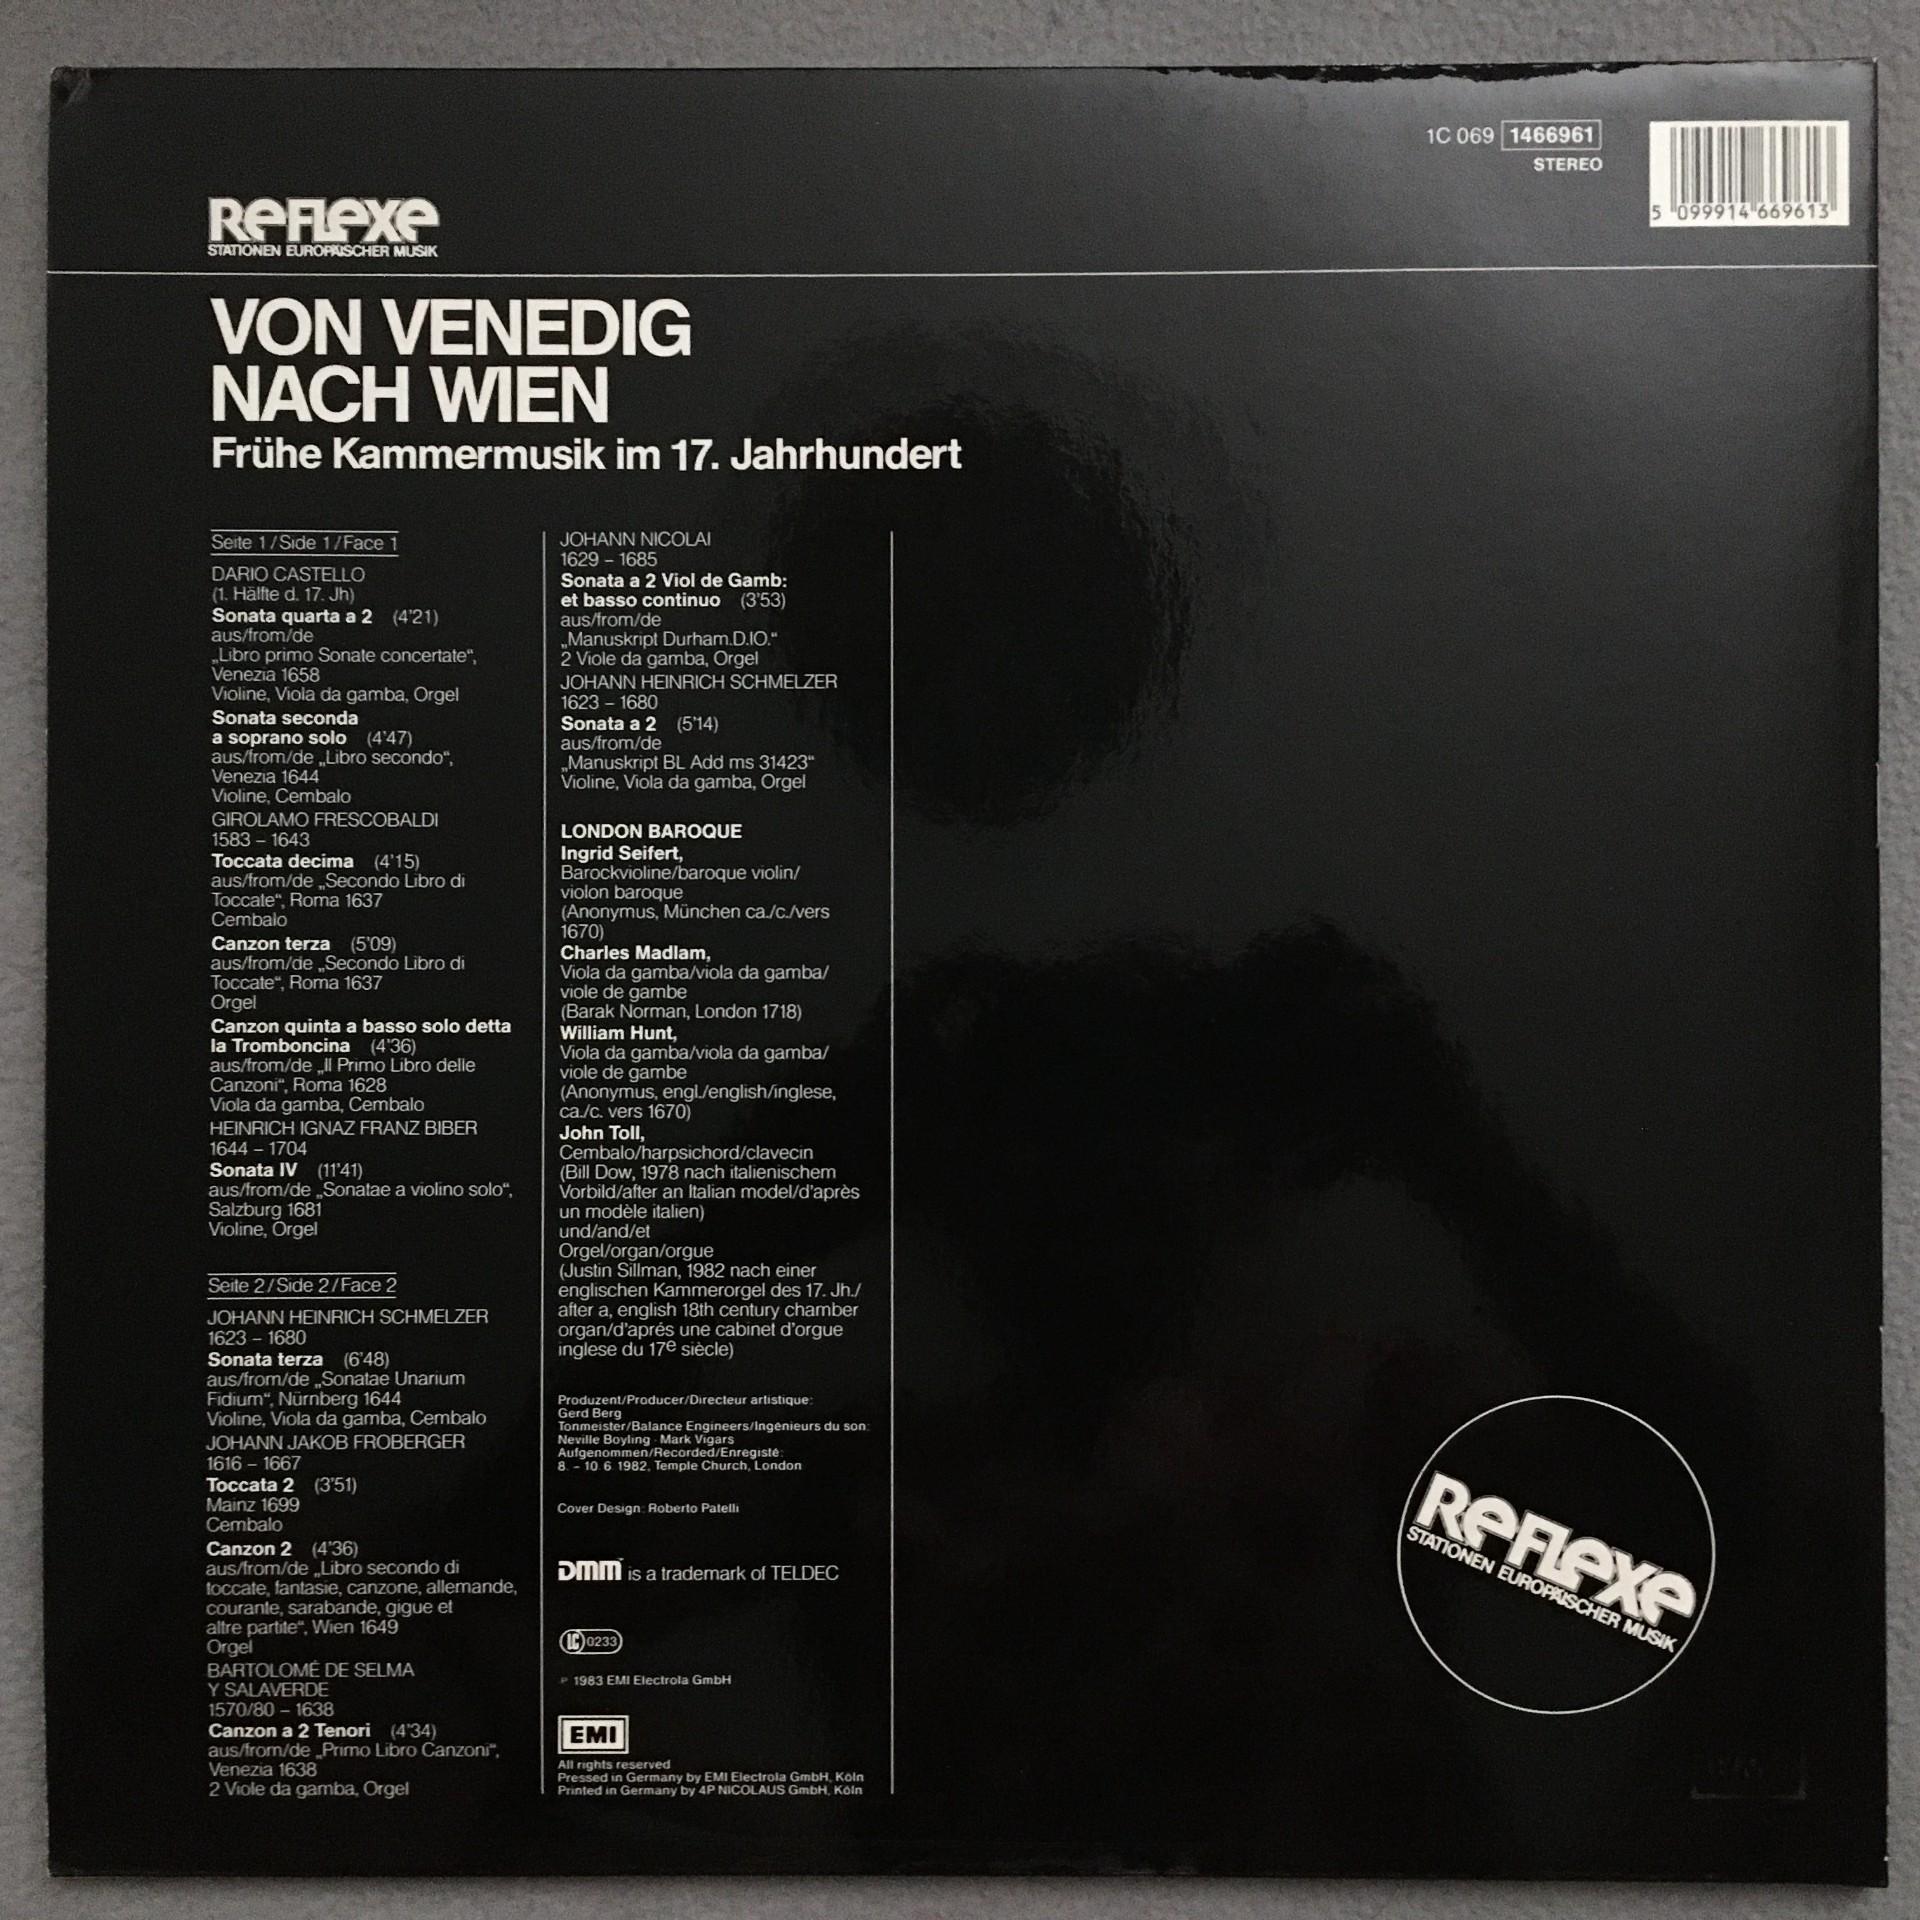 1C 069 1466961
STEREO
5 099914 669613
Reflexe
STATIONEN EUROPÄISCHER MUSIK
VON VENEDIG
NACH WIEN
Frühe Kammermusik im 17. Jahrhundert
Seite 1/Side 1/Face 1
DARIO CASTELLO
(1. Hälfte d. 17. Jh)
Sonata quarta a 2 (4'21)
aus/from/de
„Libro primo Sonate concertate“,
Venezia 1658
Violine, Viola da gamba, Orgel
Sonata seconda
a soprano solo (4'47)
aus/from/de „Libro secondo“,
Venezia 1644
Violine, Cembalo
GIROLAMO FRESCOBALDI
1583 – 1643
Toccata decima (4'15)
aus/from/de „Secondo Libro di
Toccate“, Roma 1637
Cembalo
Canzon terza (5'09)
aus/from/de „Secondo Libro di
Toccate“, Roma 1637
Orgel
Canzon quinta a basso solo detta
la Tromboncina (4'36)
aus/from/de „Il Primo Libro delle
Canzoni“, Roma 1628
Viola da gamba, Cembalo
HEINRICH IGNAZ FRANZ BIBER
1644 – 1704
Sonata IV (11'41)
aus/from/de „Sonatae a violino solo“,
Salzburg 1681
Violine, Orgel
Seite 2/Side 2/Face 2
JOHANN HEINRICH SCHMELZER
1623 – 1680
Sonata terza (6'48)
aus/from/de „Sonatae Unarium
Fidium“, Nürnberg 1644
Violine, Viola da gamba, Cembalo
JOHANN JAKOB FROBERGER
1616 – 1667
Toccata 2 (3'51)
Mainz 1699
Cembalo
Canzon 2 (4'36)
aus/from/de „Libro secondo di
toccate, fantasie, canzone, allemande,
courante, sarabande, gigue et
altre partite“, Wien 1649
Orgel
BARTOLOMÉ DE SELMA
Y SALAVERDE
1570/80 – 1638
Canzon a 2 Tenori (4'34)
aus/from/de „Primo Libro Canzoni“,
Venezia 1638
2 Viole da gamba, Orgel
JOHANN NICOLAI
1629 – 1685
Sonata a 2 Viol de Gamb:
et basso continuo (3'53)
aus/from/de
„Manuskript Durham.D.IO.“
2 Viole da gamba, Orgel
JOHANN HEINRICH SCHMELZER
1623 – 1680
Sonata a 2 (5'14)
aus/from/de
„Manuskript BL Add ms 31423“
Violine, Viola da gamba, Orgel
LONDON BAROQUE
Ingrid Seifert,
Barockvioline/baroque violin/
violon baroque
(Anonymus, München ca./c./vers
1670)
Charles Madlam,
Viola da gamba/viola da gamba/
viole de gambe
(Barak Norman, London 1718)
William Hunt,
Viola da gamba/viola da gamba/
viole de gambe
(Anonymus, engl./english/inglese,
ca./c. vers 1670)
John Toll,
Cembalo/harpsichord/clavecin
(Bill Dow, 1978 nach italienischem
Vorbild/after an Italian model/d'après
un modèle italien)
und/and/et
Orgel/organ/orgue
(Justin Sillman, 1982 nach einer
englischen Kammerorgel des 17. Jh./
after a, english 18th century chamber
organ/d'aprés une cabinet d'orgue
inglese du 17e siècle)
Produzent/Producer/Directeur artistique:
Gerd Berg
Tonmeister/Balance Engineers/Ingénieurs du son:
Neville Boyling · Mark Vigars
Aufgenommen/Recorded/Enregisté:
8. – 10. 6. 1982, Temple Church, London
Cover Design: Roberto Patelli
DMM is a trademark of TELDEC
LC 0233
℗ 1983 EMI Electrola GmbH
EMI
All rights reserved
Pressed in Germany by EMI Electrola GmbH, Köln
Printed in Germany by 4P NICOLAUS GmbH, Köln
Reflexe
STATIONEN EUROPÄISCHER MUSIK